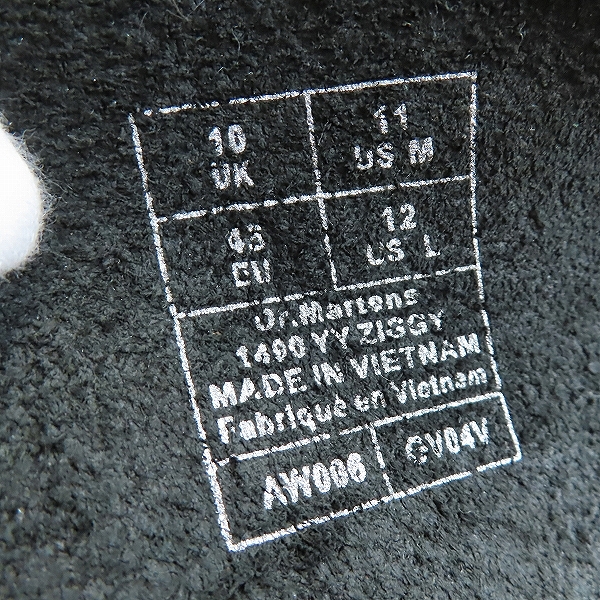 10
UK
11
US M
45
EU
12
US L
Dr.Martens
1490 YY ZIGGY
MADE IN VIETNAM
Fabriqué en Vietnam
AW006
GV04V